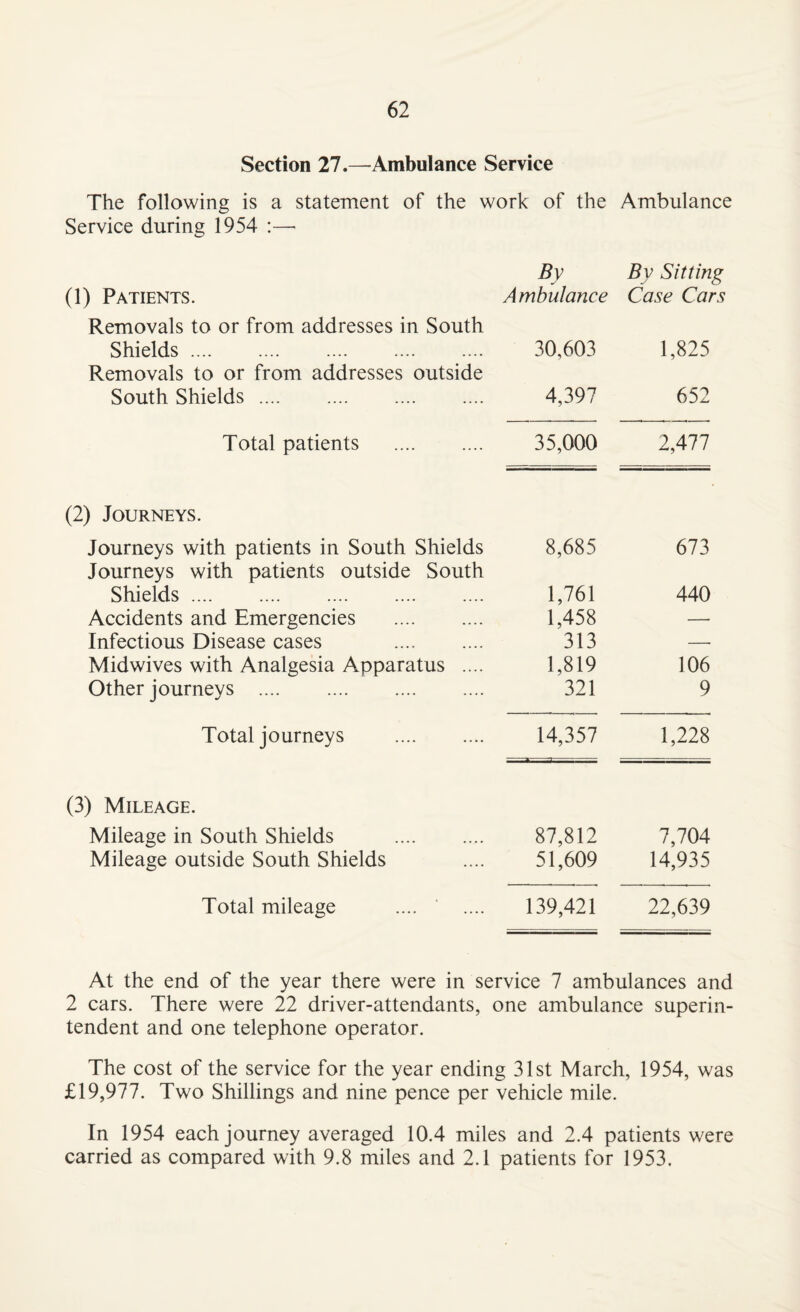 62
Section 27.—Ambulance Service
The following is a statement of the work of the Ambulance
Service during 1954 :—
By By Sitting
(1) PATIENTS. Ambulance Case Cars
Removals to or from addresses in South
Shields .... .... .... .... .... 30,603 1,825
Removals to or from addresses outside
South Shields .... .... .... .... 4,397 652
Total patients .... .... 35,000 2,477
(2) JOURNEYS.
Journeys with patients in South Shields 8,685 673
Journeys with patients outside South
Shields .... .... .... .... .... 1,761 440
Accidents and Emergencies .... .... 1,458 —
Infectious Disease cases .... .... 313 —
Midwives with Analgesia Apparatus .... 1,819 106
Other journeys .... .... .... .... 321 9
Total journeys .... .... 14,357 1,228
(3) MILEAGE.
Mileage in South Shields .... .... 87,812 7,704
Mileage outside South Shields .... 51,609 14,935
Total mileage .... .... 139,421 22,639
At the end of the year there were in service 7 ambulances and
2 cars. There were 22 driver-attendants, one ambulance superin-
tendent and one telephone operator.
The cost of the service for the year ending 31st March, 1954, was
£19,977. Two Shillings and nine pence per vehicle mile.
In 1954 each journey averaged 10.4 miles and 2.4 patients were
carried as compared with 9.8 miles and 2.1 patients for 1953.